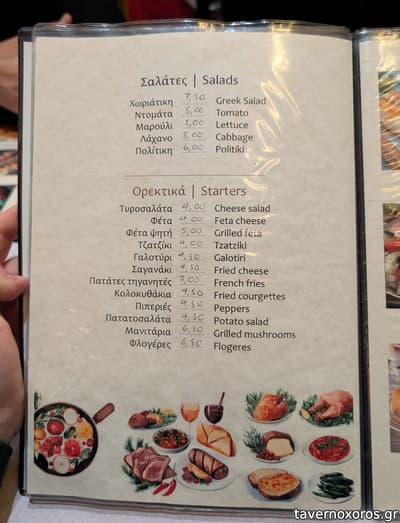 Σαλάτες | Salads
Χωριάτικη 7,50 Greek Salad
Ντομάτα 5,00 Tomato
Μαρούλι 5,00 Lettuce
Λάχανο 5,00 Cabbage
Πολίτικη 6,00 Politiki
Ορεκτικά | Starters
Τυροσαλάτα 4,00 Cheese salad
Φέτα 4,00 Feta cheese
Φέτα ψητή 5,00 Grilled feta
Τζατζίκι 4,00 Tzatziki
Γαλοτύρι 4,50 Galotiri
Σαγανάκι 4,50 Fried cheese
Πατάτες τηγανητές 3,00 French fries
Κολοκυθάκια 4,50 Fried courgettes
Πιπεριές 4,50 Peppers
Πατατοσαλάτα 4,50 Potato salad
Μανιτάρια 6,50 Grilled mushrooms
Φλογέρες 6,50 Flogeres
tavernoxoros.gr